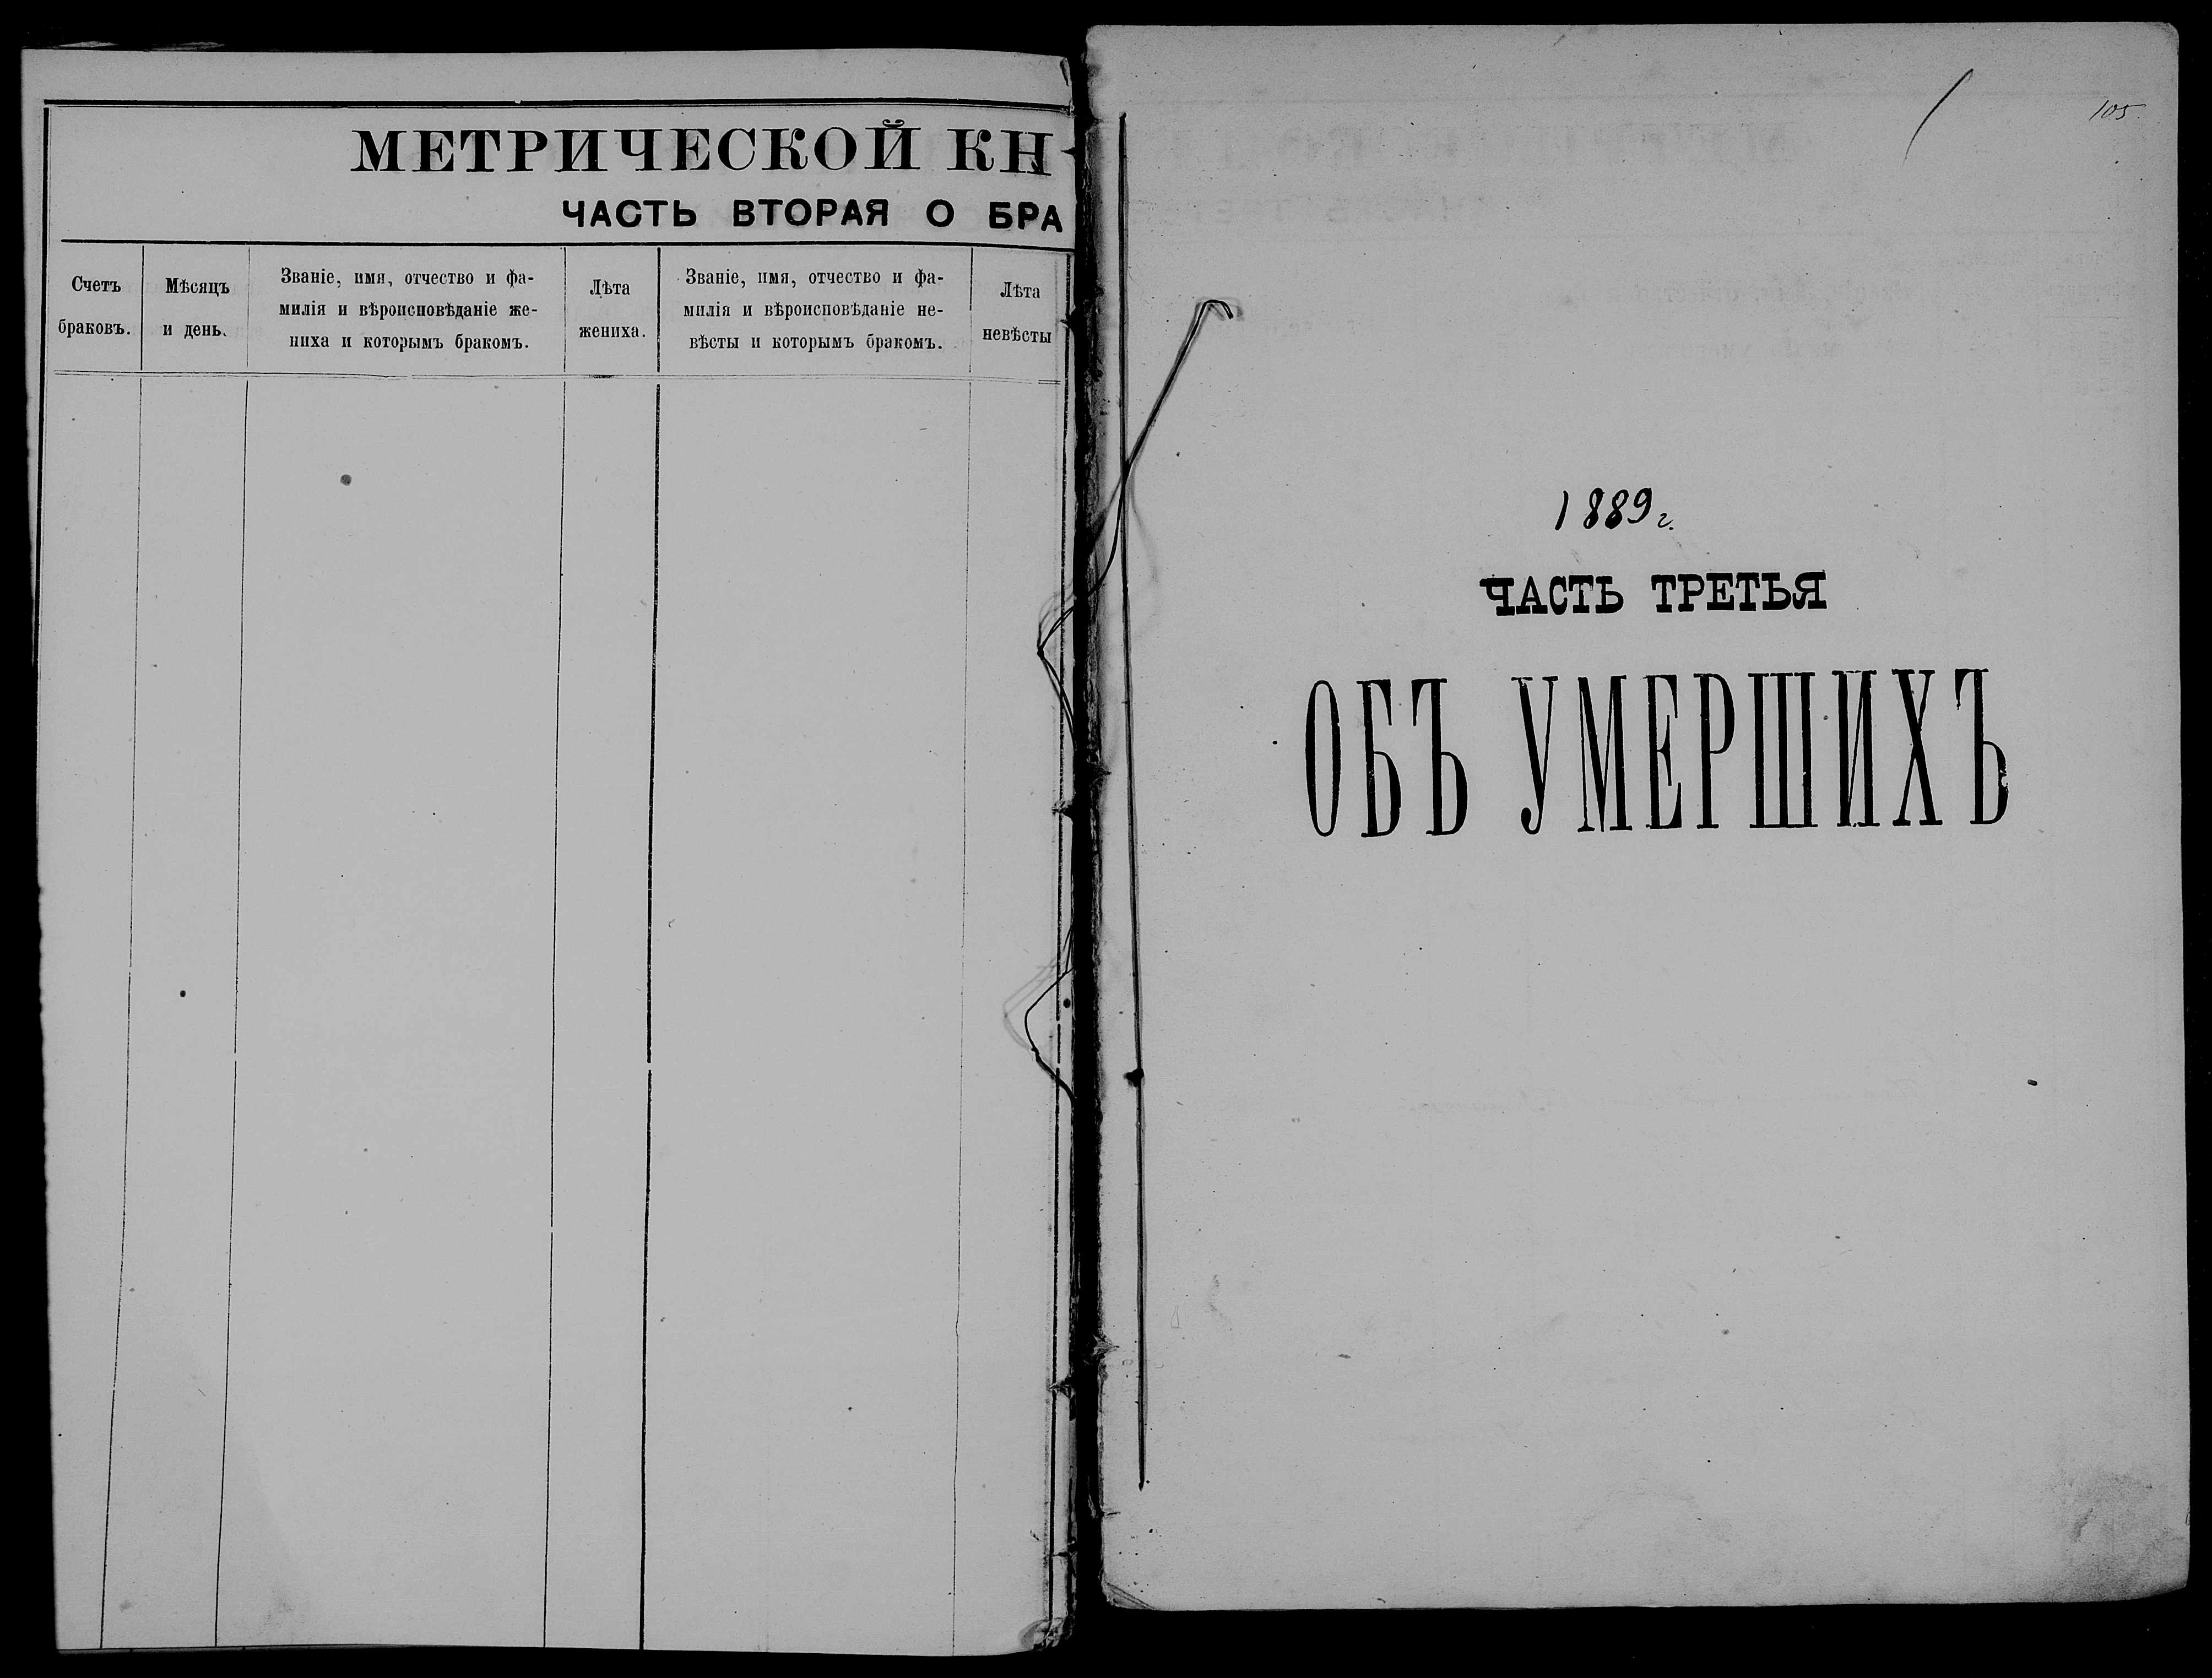 МЕТРИЧЕСКОЙ КН
ЧАСТЬ ВТОРАЯ О БРА
Счетъ
браковъ.
Мѣсяцъ
и день.
Званіе, имя, отчество и фа-
милія и вѣроисповѣданіе же-
ниха и которымъ бракомъ.
Лѣта
жениха.
Званіе, имя, отчество и фа-
милія и вѣроисповѣданіе не-
вѣсты и которымъ бракомъ.
Лѣта
невѣсты
105
1889 г.
ЧАСТЬ ТРЕТЬЯ
ОБЪ УМЕРШИХЪ